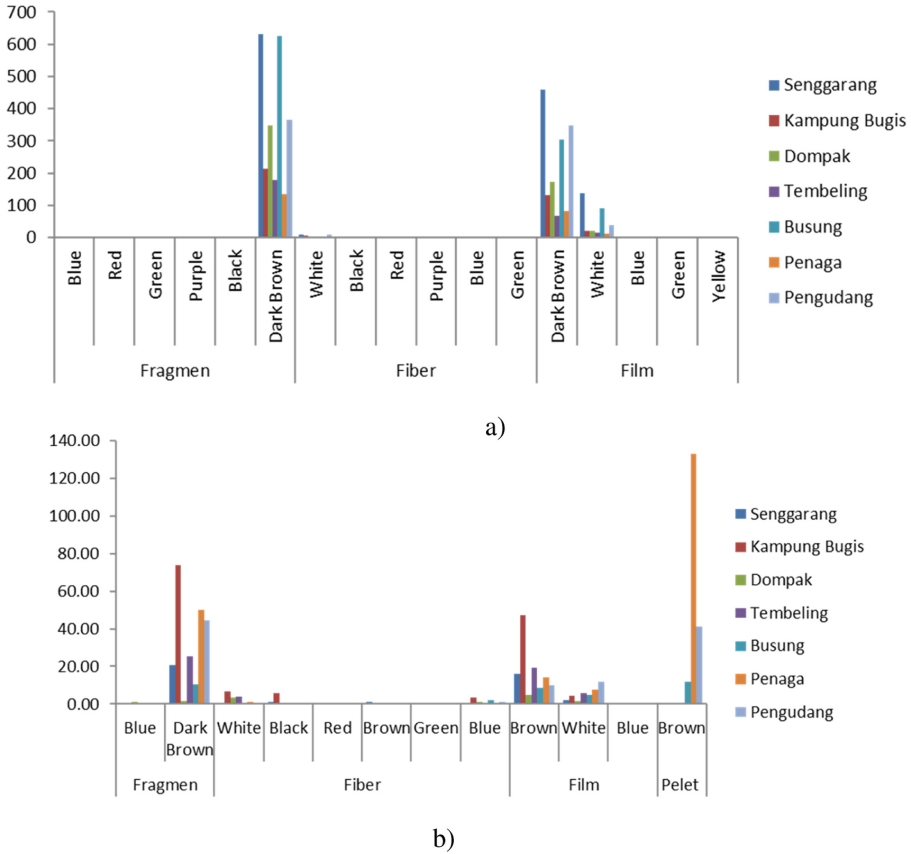 700
600
500
400
300
200
100
0
Blue Red Green Purple Black Dark Brown White Black Red Purple Blue Green Dark Brown White Blue Green Yellow
Fragmen Fiber Film
Senggarang
Kampung Bugis
Dompak
Tembeling
Busung
Penaga
Pengudang
a)
140.00
120.00
100.00
80.00
60.00
40.00
20.00
0.00
Blue Dark White Black Red Brown Green Blue Brown White Blue Brown
Brown
Fragmen Fiber Film Pelet
Senggarang
Kampung Bugis
Dompak
Tembeling
Busung
Penaga
Pengudang
b)